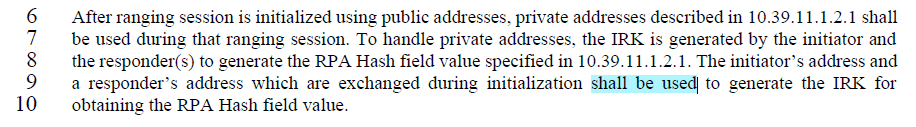 6 After ranging session is initialized using public addresses, private addresses described in 10.39.11.1.2.1 shall
7 be used during that ranging session. To handle private addresses, the IRK is generated by the initiator and
8 the responder(s) to generate the RPA Hash field value specified in 10.39.11.1.2.1. The initiator’s address and
9 a responder’s address which are exchanged during initialization shall be used to generate the IRK for
10 obtaining the RPA Hash field value.